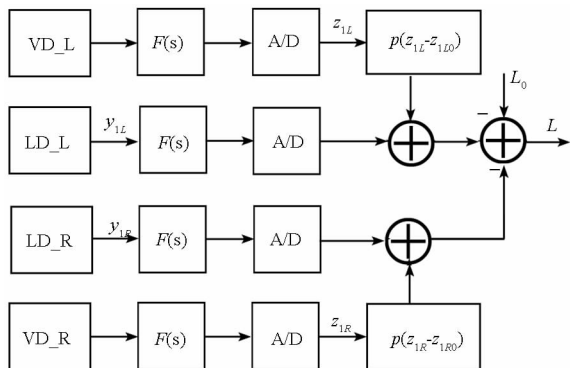 VD_L F(s) A/D z₁L p(z₁L-z₁L0)
L₀
LD_L y₁L F(s) A/D + − + L
−
LD_R y₁R F(s) A/D +
VD_R F(s) A/D z₁R p(z₁R-z₁R0)